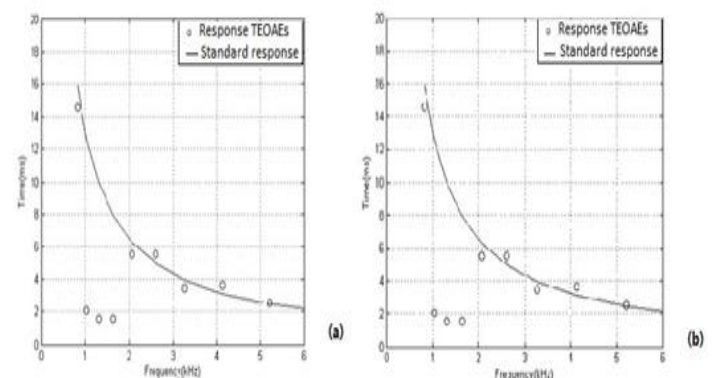 Response TEOAEs
Standard response
20
18
16
14
12
10
8
6
4
2
0
Time(ms)
0 1 2 3 4 5 6
Frequency(kHz)
(a)
Response TEOAEs
Standard response
20
18
16
14
12
10
8
6
4
2
0
Time(ms)
0 1 2 3 4 5 6
Frequency(kHz)
(b)